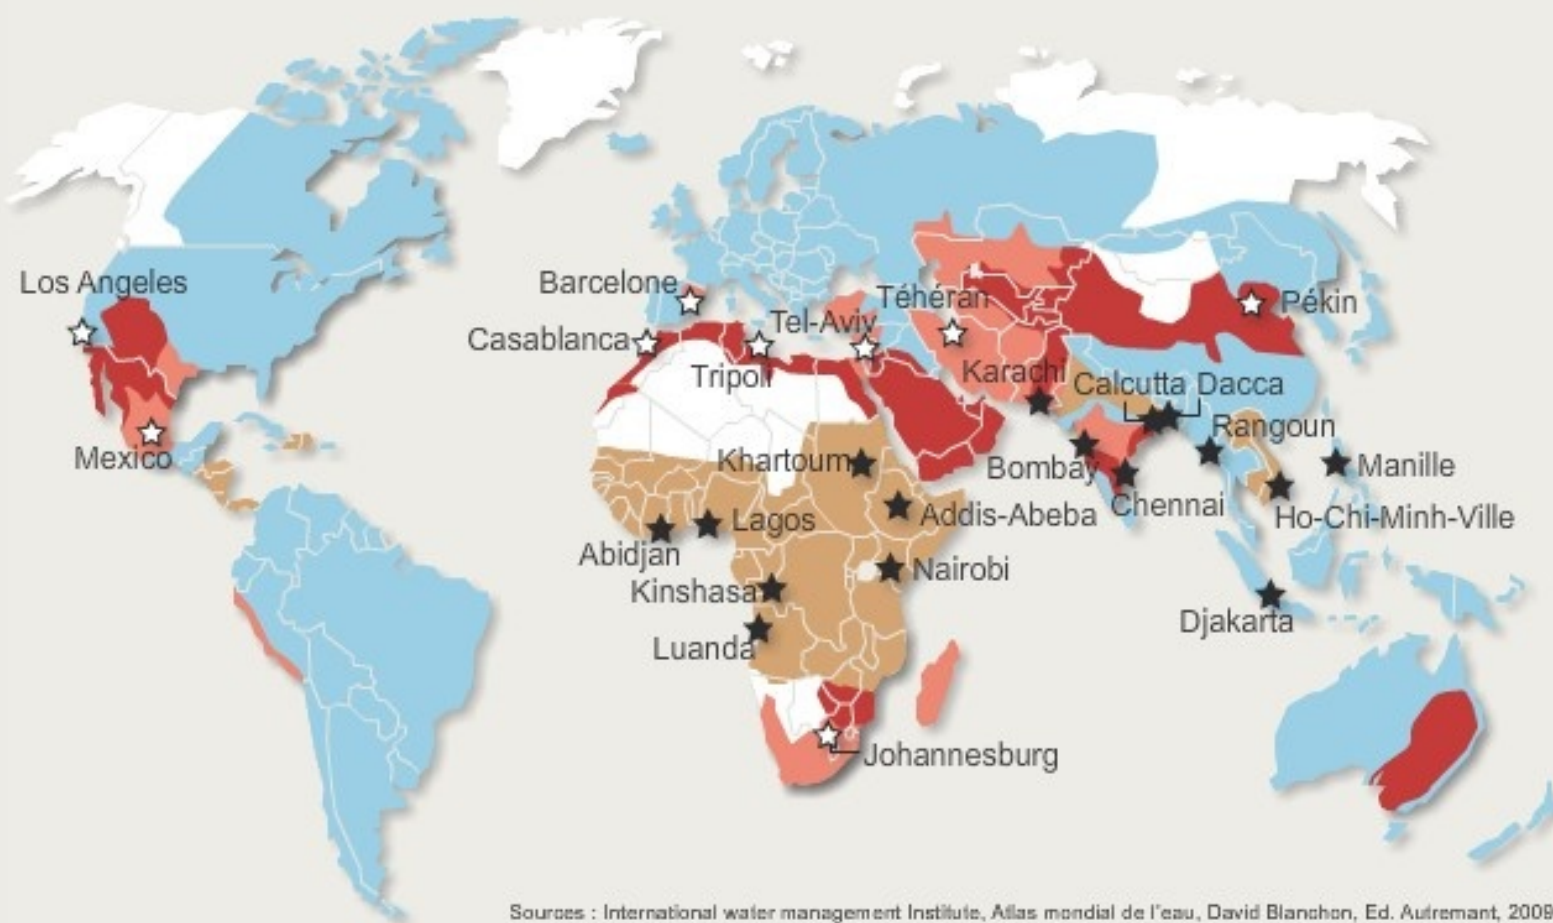 Los Angeles
Barcelone
Téhéran
Pékin
Casablanca
Tel-Aviv
Tripoli
Karachi
Calcutta Dacca
Rangoun
Mexico
Khartoum
Bombay
Manille
Chennai
Ho-Chi-Minh-Ville
Lagos
Addis-Abeba
Abidjan
Nairobi
Kinshasa
Djakarta
Luanda
Johannesburg
Sources : International water management Institute, Atlas mondial de l'eau, David Blanchon, Ed. Autremant, 2009